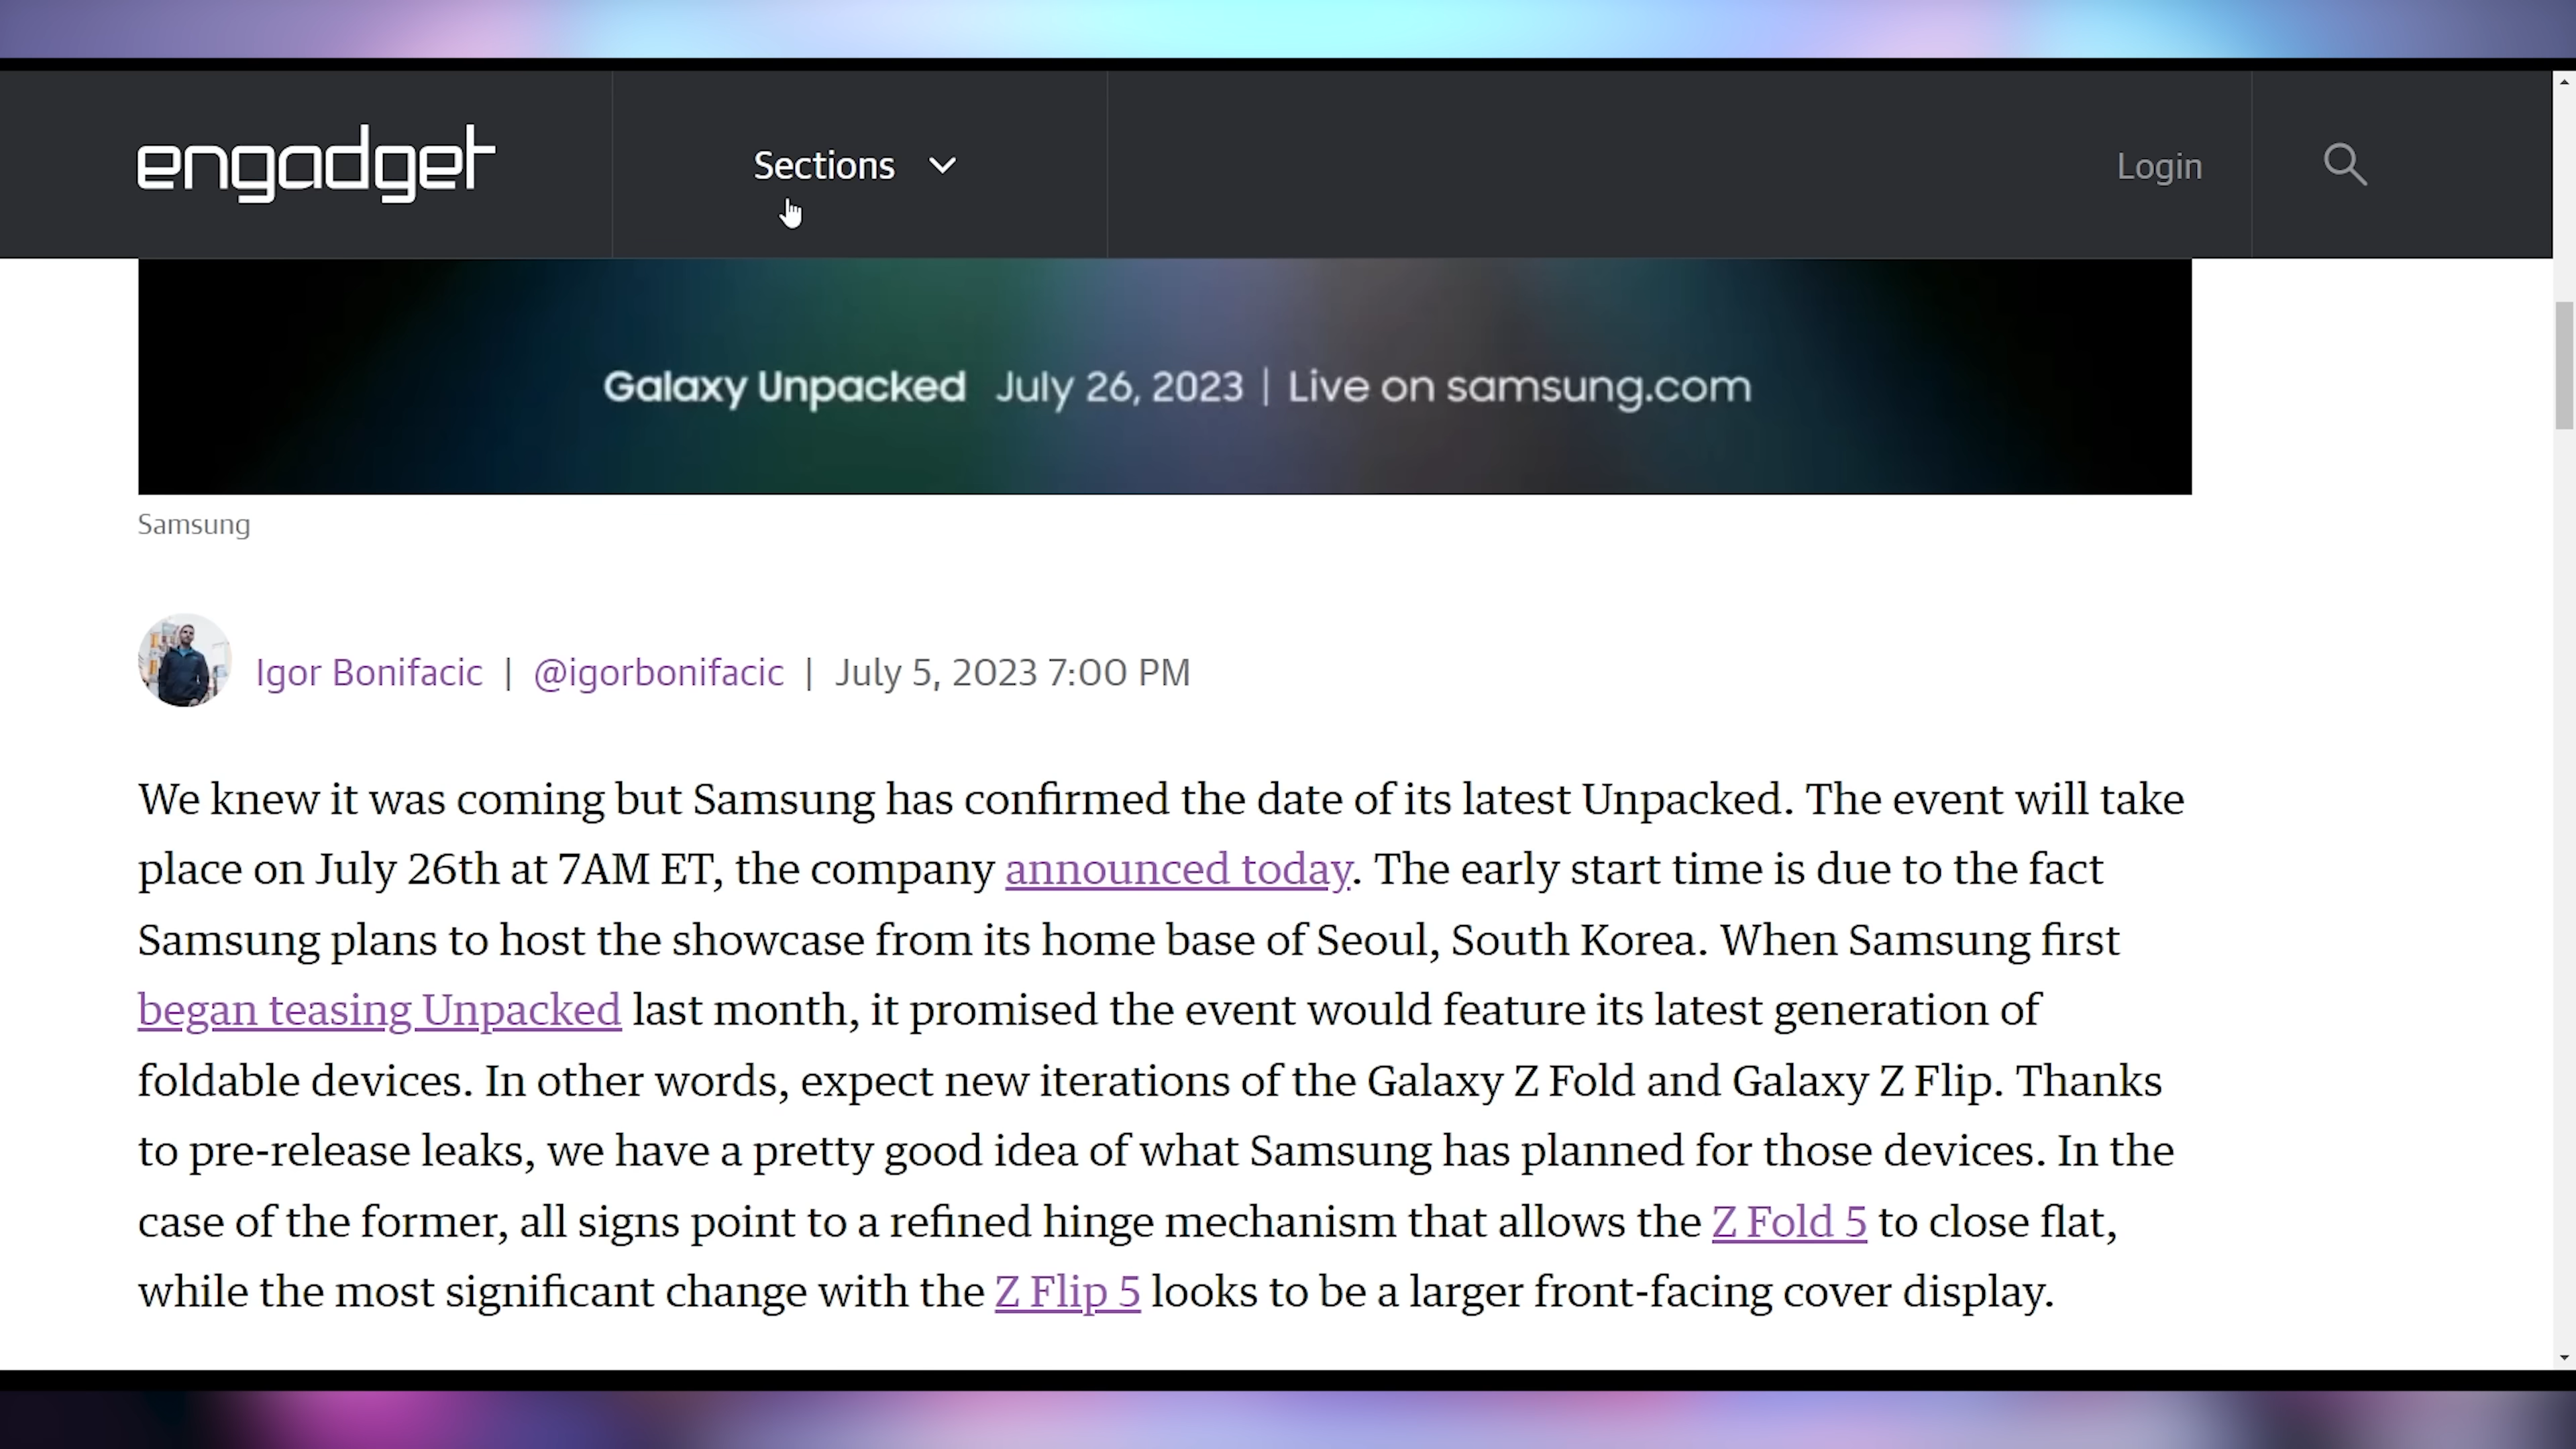 engadget
Sections
Login
Galaxy Unpacked July 26, 2023 | Live on samsung.com
Samsung
Igor Bonifacic | @igorbonifacic | July 5, 2023 7:00 PM
We knew it was coming but Samsung has confirmed the date of its latest Unpacked. The event will take
place on July 26th at 7AM ET, the company announced today. The early start time is due to the fact
Samsung plans to host the showcase from its home base of Seoul, South Korea. When Samsung first
began teasing Unpacked last month, it promised the event would feature its latest generation of
foldable devices. In other words, expect new iterations of the Galaxy Z Fold and Galaxy Z Flip. Thanks
to pre-release leaks, we have a pretty good idea of what Samsung has planned for those devices. In the
case of the former, all signs point to a refined hinge mechanism that allows the Z Fold 5 to close flat,
while the most significant change with the Z Flip 5 looks to be a larger front-facing cover display.